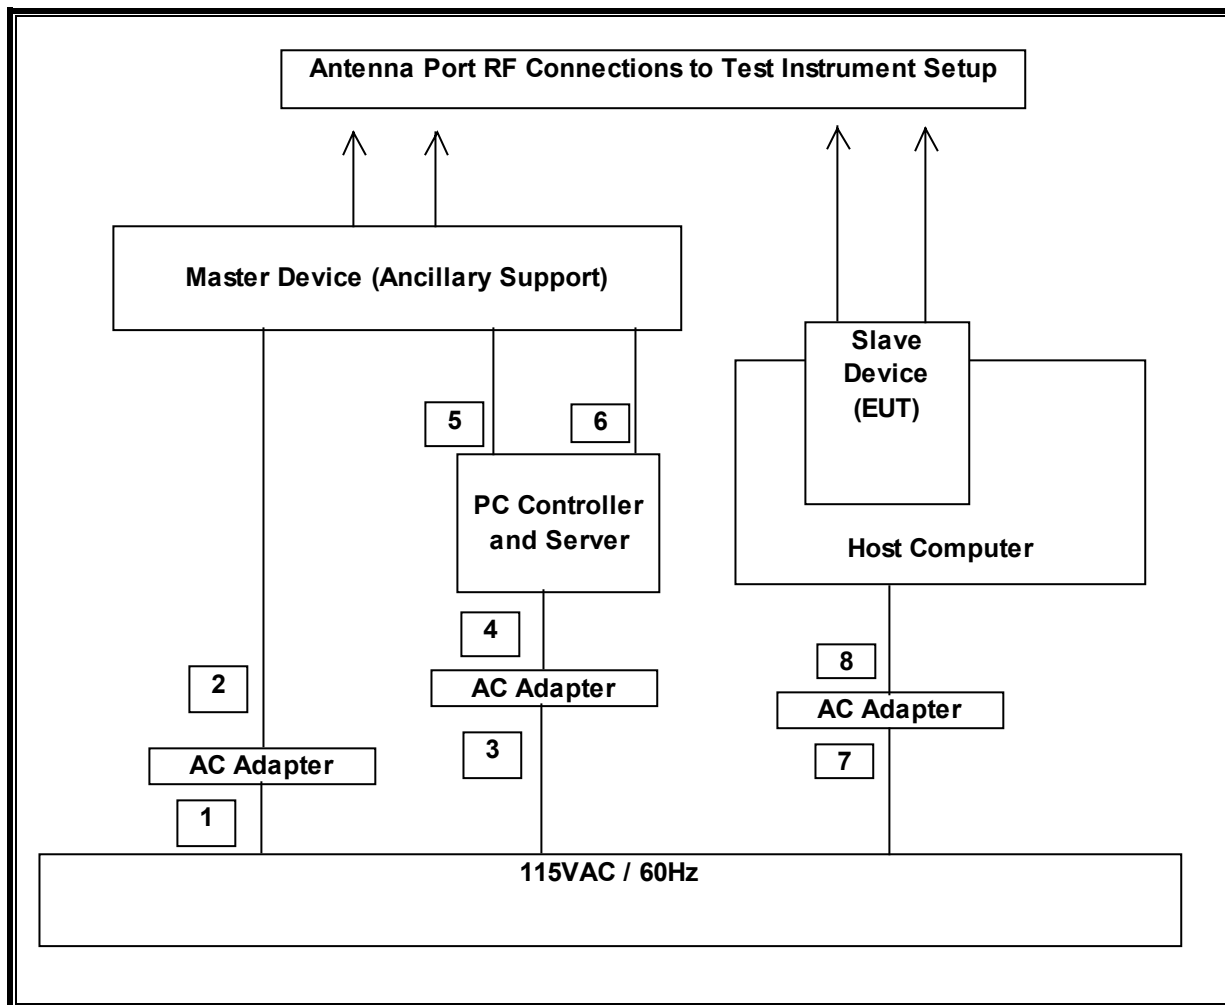 Antenna Port RF Connections to Test Instrument Setup
Master Device (Ancillary Support)
Slave
Device
(EUT)
5
6
PC Controller
and Server
Host Computer
4
8
2
AC Adapter
AC Adapter
3
7
AC Adapter
1
115VAC / 60Hz